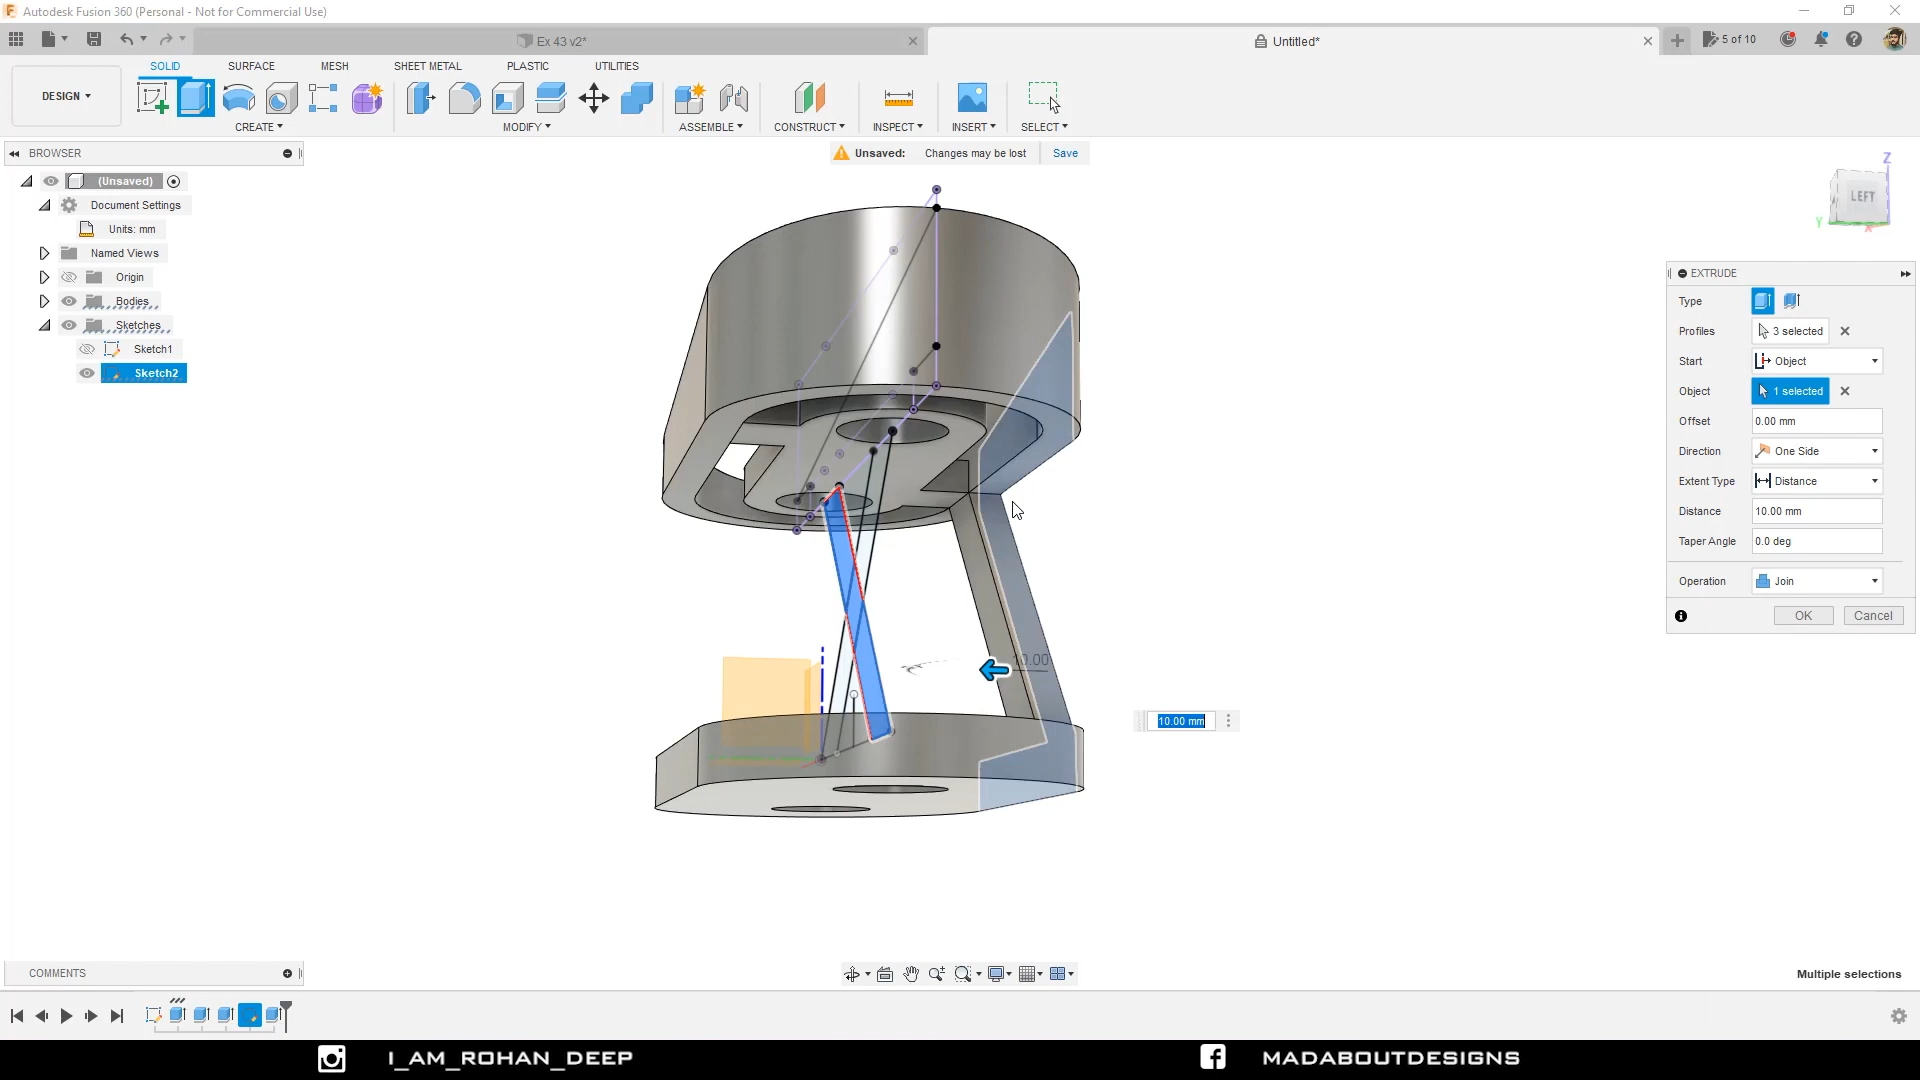 Autodesk Fusion 360 (Personal - Not for Commercial Use)
Ex 43 v2*
Untitled*
5 of 10
DESIGN
SOLID
SURFACE
MESH
SHEET METAL
PLASTIC
UTILITIES
CREATE
MODIFY
ASSEMBLE
CONSTRUCT
INSPECT
INSERT
SELECT
BROWSER
Unsaved: Changes may be lost Save
(Unsaved)
Document Settings
Units: mm
Named Views
Origin
Bodies
Sketches
Sketch1
Sketch2
Z
LEFT
Y
X
EXTRUDE
Type
Profiles 3 selected
Start Object
Object 1 selected
Offset 0.00 mm
Direction One Side
Extent Type Distance
Distance 10.00 mm
Taper Angle 0.0 deg
Operation Join
OK Cancel
10.00
10.00 mm
COMMENTS
Multiple selections
I_AM_ROHAN_DEEP
MADABOUTDESIGNS